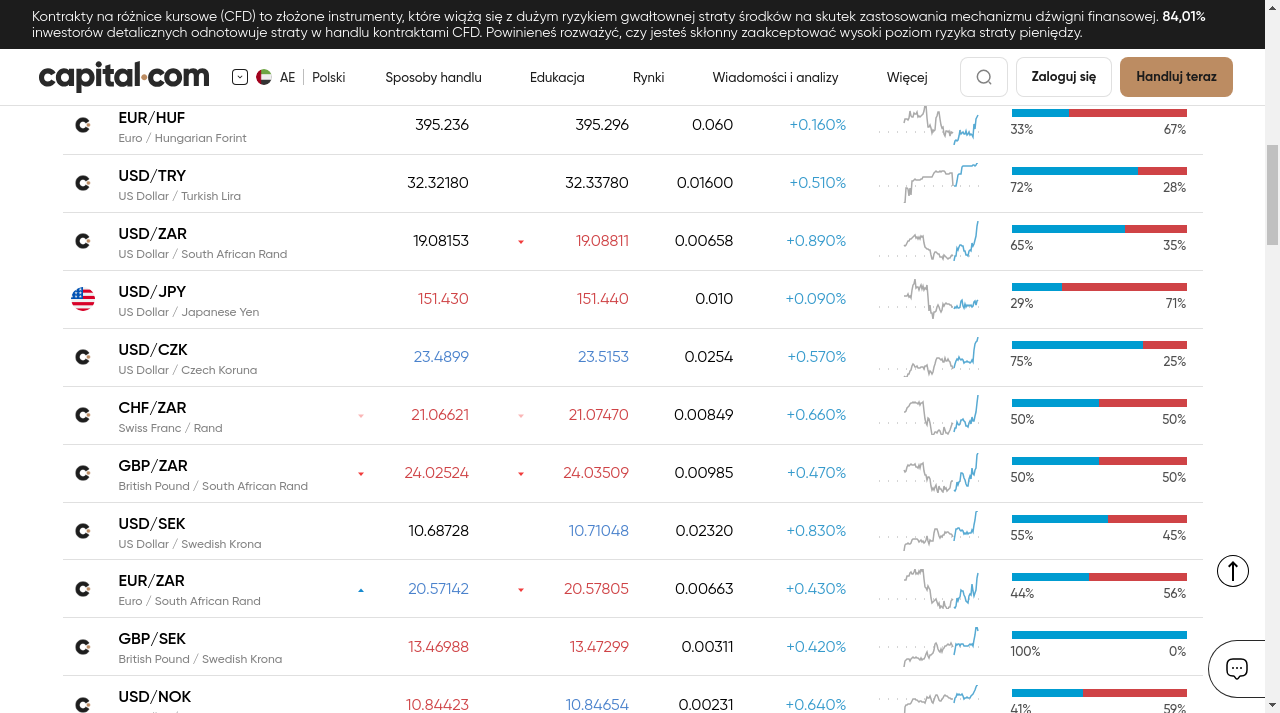 Kontrakty na różnice kursowe (CFD) to złożone instrumenty, które wiążą się z dużym ryzykiem gwałtownej straty środków na skutek zastosowania mechanizmu dźwigni finansowej. 84,01%
inwestorów detalicznych odnotowuje straty w handlu kontraktami CFD. Powinieneś rozważyć, czy jesteś skłonny zaakceptować wysoki poziom ryzyka straty pieniędzy.
capital.com AE Polski Sposoby handlu Edukacja Rynki Wiadomości i analizy Więcej Zaloguj się Handluj teraz
EUR/HUF 395.236 395.296 0.060 +0.160% 33% 67%
Euro / Hungarian Forint
USD/TRY 32.32180 32.33780 0.01600 +0.510% 72% 28%
US Dollar / Turkish Lira
USD/ZAR 19.08153 19.08811 0.00658 +0.890% 65% 35%
US Dollar / South African Rand
USD/JPY 151.430 151.440 0.010 +0.090% 29% 71%
US Dollar / Japanese Yen
USD/CZK 23.4899 23.5153 0.0254 +0.570% 75% 25%
US Dollar / Czech Koruna
CHF/ZAR 21.06621 21.07470 0.00849 +0.660% 50% 50%
Swiss Franc / Rand
GBP/ZAR 24.02524 24.03509 0.00985 +0.470% 50% 50%
British Pound / South African Rand
USD/SEK 10.68728 10.71048 0.02320 +0.830% 55% 45%
US Dollar / Swedish Krona
EUR/ZAR 20.57142 20.57805 0.00663 +0.430% 44% 56%
Euro / South African Rand
GBP/SEK 13.46988 13.47299 0.00311 +0.420% 100% 0%
British Pound / Swedish Krona
USD/NOK 10.84423 10.84654 0.00231 +0.640% 41% 59%